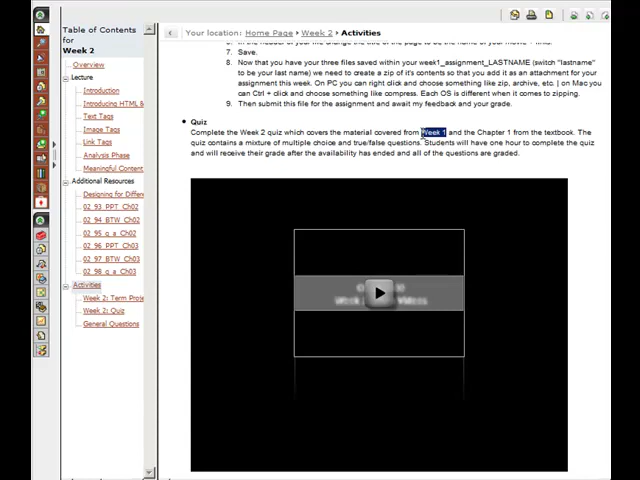 Table of Contents
for
Week 2
Overview
Lecture
Introduction
Introducing HTML &
Text Tags
Image Tags
Link Tags
Analysis Phase
Meaningful Conten
Additional Resources
Designing for Differe
02_93_PPT_Ch02
02_94_BTW_Ch02
02_95_q_a_Ch02
02_96_PPT_Ch03
02_97_BTW_Ch03
02_98_q_a_Ch03
Activities
Week 2: Term Proje
Week 2: Quiz
General Questions
Your location: Home Page › Week 2 › Activities
7. Save.
8. Now that you have your three files saved within your week1_assignment_LASTNAME (switch "lastname"
to be your last name) we need to create a zip of it's contents so that you add it as an attachment for your
assignment this week. On PC you can right click and choose something like zip, archive, etc. | on Mac you
can Ctrl + click and choose something like compress. Each OS is different when it comes to zipping.
9. Then submit this file for the assignment and await my feedback and your grade.
• Quiz
Complete the Week 2 quiz which covers the material covered from Week 1 and the Chapter 1 from the textbook. The
quiz contains a mixture of multiple choice and true/false questions. Students will have one hour to complete the quiz
and will receive their grade after the availability has ended and all of the questions are graded.